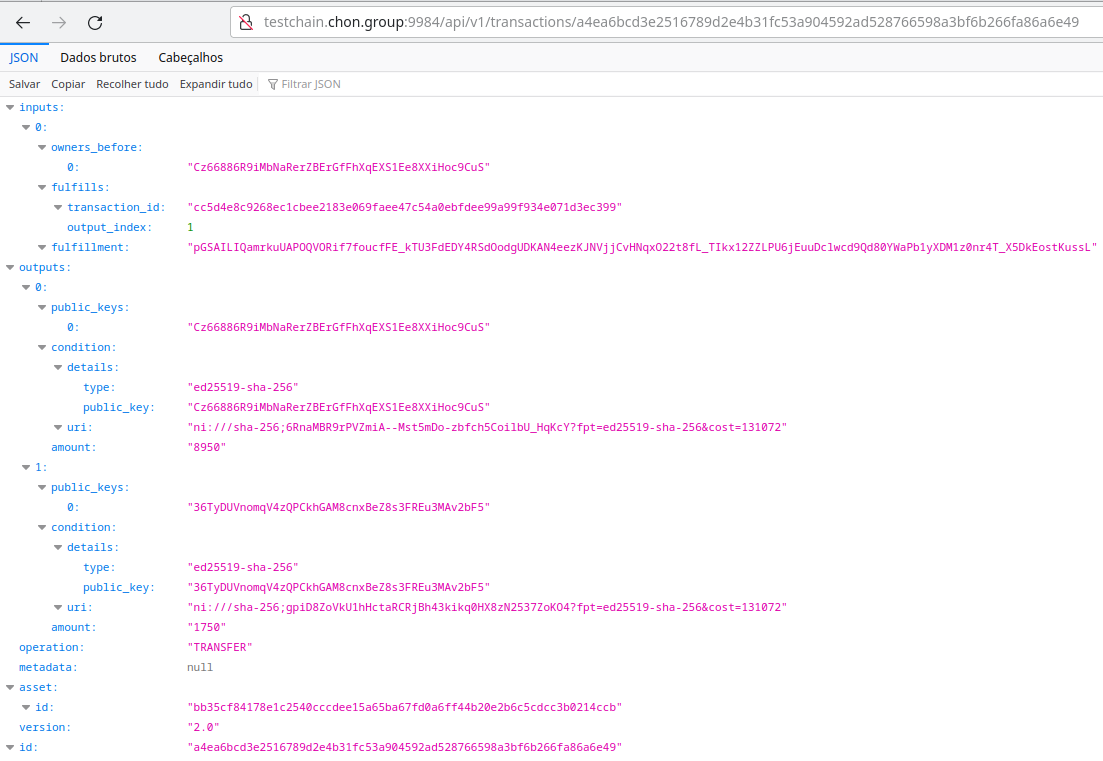 testchain.chon.group:9984/api/v1/transactions/a4ea6bcd3e2516789d2e4b31fc53a904592ad528766598a3bf6b266fa86a6e49
JSON Dados brutos Cabeçalhos
Salvar Copiar Recolher tudo Expandir tudo Filtrar JSON
inputs:
0:
owners_before:
0: "Cz66886R9iMbNaRerZBErGfFhXqEXS1Ee8XXiHoc9CuS"
fulfills:
transaction_id: "cc5d4e8c9268ec1cbee2183e069faee47c54a0ebfdee99a99f934e071d3ec399"
output_index: 1
fulfillment: "pGSAILIQamrkuUAPOQVORif7foucfFE_kTU3FdEDY4RSdOodgUDKAN4eezKJNVjjCvHNqxO22t8fL_TIkx12ZZLPU6jEuuDc1wcd9Qd80YWaPb1yXDM1z0nr4T_X5DkEostKussL"
outputs:
0:
public_keys:
0: "Cz66886R9iMbNaRerZBErGfFhXqEXS1Ee8XXiHoc9CuS"
condition:
details:
type: "ed25519-sha-256"
public_key: "Cz66886R9iMbNaRerZBErGfFhXqEXS1Ee8XXiHoc9CuS"
uri: "ni:///sha-256;6RnaMBR9rPVZmiA--Mst5mDo-zbfch5CoilbU_HqKcY?fpt=ed25519-sha-256&cost=131072"
amount: "8950"
1:
public_keys:
0: "36TyDUVnomqV4zQPCkhGAM8cnxBeZ8s3FREu3MAv2bF5"
condition:
details:
type: "ed25519-sha-256"
public_key: "36TyDUVnomqV4zQPCkhGAM8cnxBeZ8s3FREu3MAv2bF5"
uri: "ni:///sha-256;gpiD8ZoVkU1hHctaRCRjBh43kikq0HX8zN2537ZoKO4?fpt=ed25519-sha-256&cost=131072"
amount: "1750"
operation: "TRANSFER"
metadata: null
asset:
id: "bb35cf84178e1c2540cccdee15a65ba67fd0a6ff44b20e2b6c5cdcc3b0214ccb"
version: "2.0"
id: "a4ea6bcd3e2516789d2e4b31fc53a904592ad528766598a3bf6b266fa86a6e49"